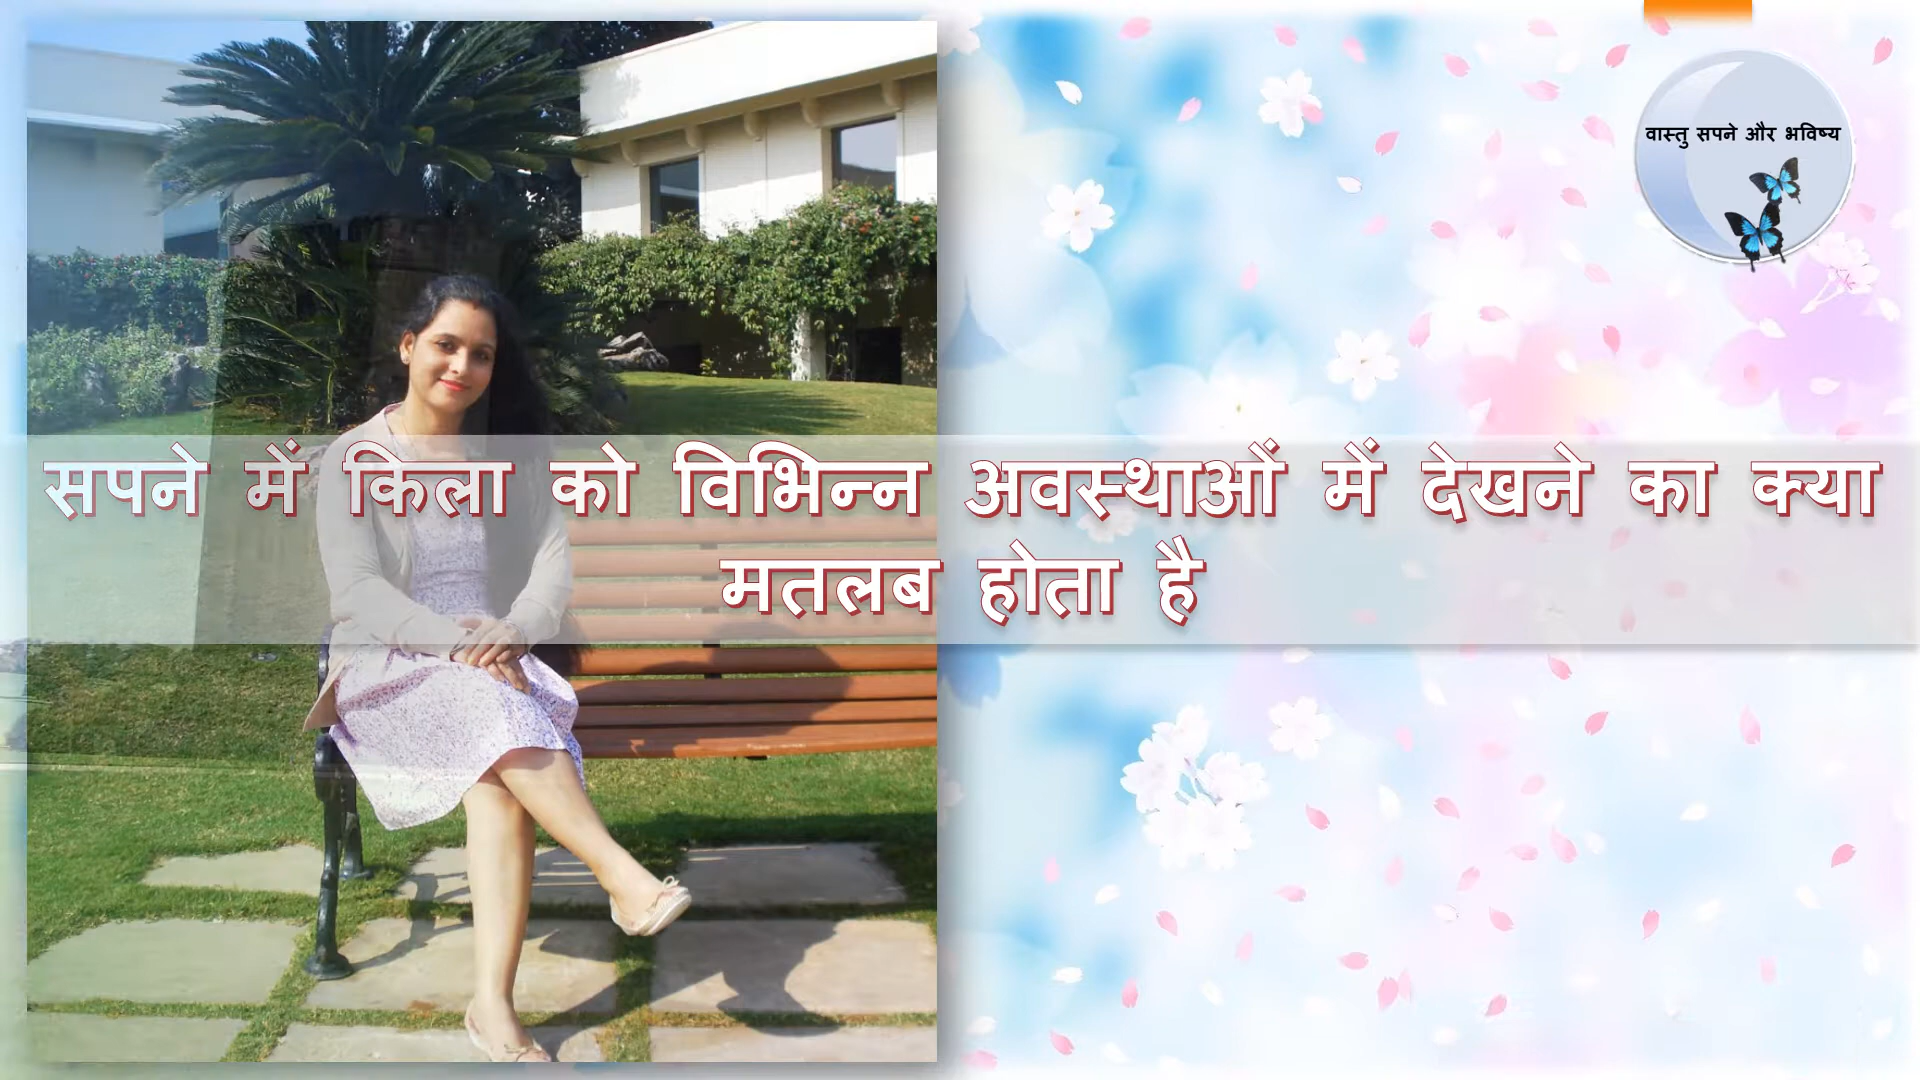 वास्तु सपने और भविष्य
सपने में किला को विभिन्न अवस्थाओं में देखने का क्या
मतलब होता है